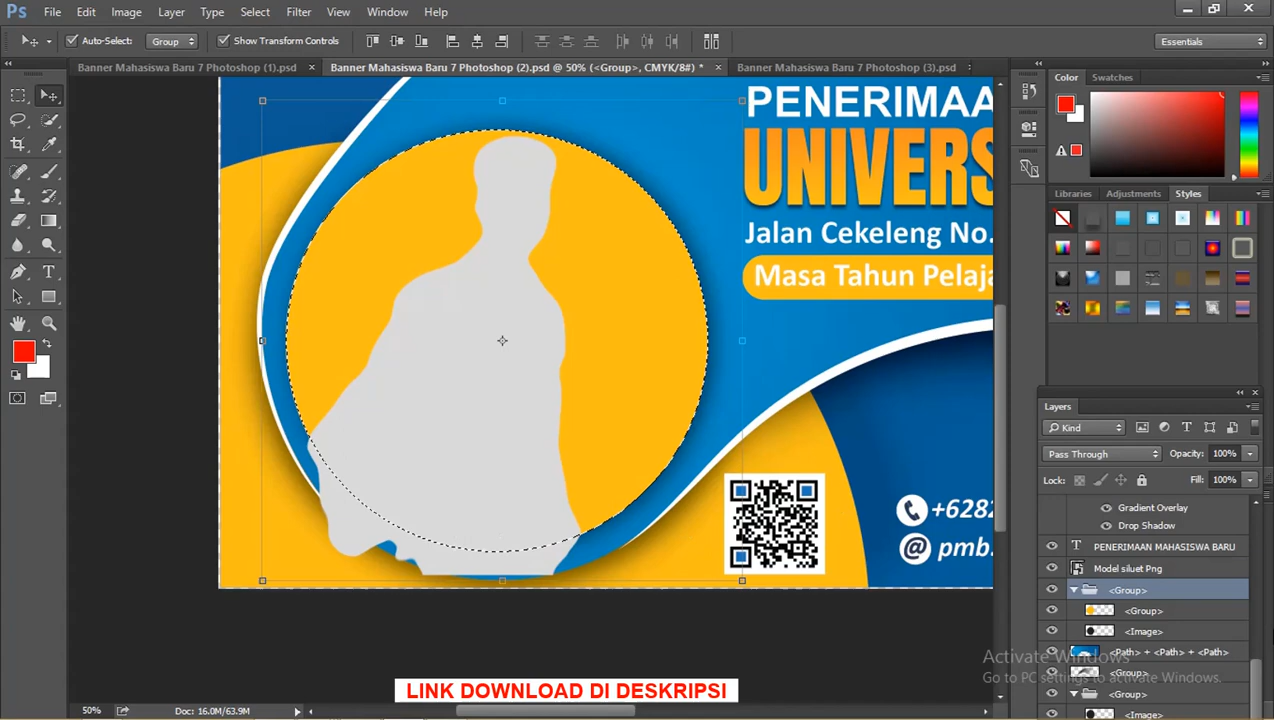 Ps File Edit Image Layer Type Select Filter View Window Help
Auto-Select: Group Show Transform Controls Essentials
Banner Mahasiswa Baru 7 Photoshop (1).psd × Banner Mahasiswa Baru 7 Photoshop (2).psd @ 50% (<Group>, CMYK/8#) * × Banner Mahasiswa Baru 7 Photoshop (3).psd
Color Swatches
Libraries Adjustments Styles
PENERIMAA
UNIVERS
Jalan Cekeleng No.
Masa Tahun Pelaja
+628
pmb.
Layers
Kind
Pass Through Opacity: 100%
Lock: Fill: 100%
Gradient Overlay
Drop Shadow
T PENERIMAAN MAHASISWA BARU
Model siluet Png
<Group>
<Group>
<Image>
<Path> + <Path> + <Path>
<Group>
<Group>
<Image>
Activate Windows
Go to PC settings to activate Windows.
LINK DOWNLOAD DI DESKRIPSI
50% Doc: 16.0M/63.9M